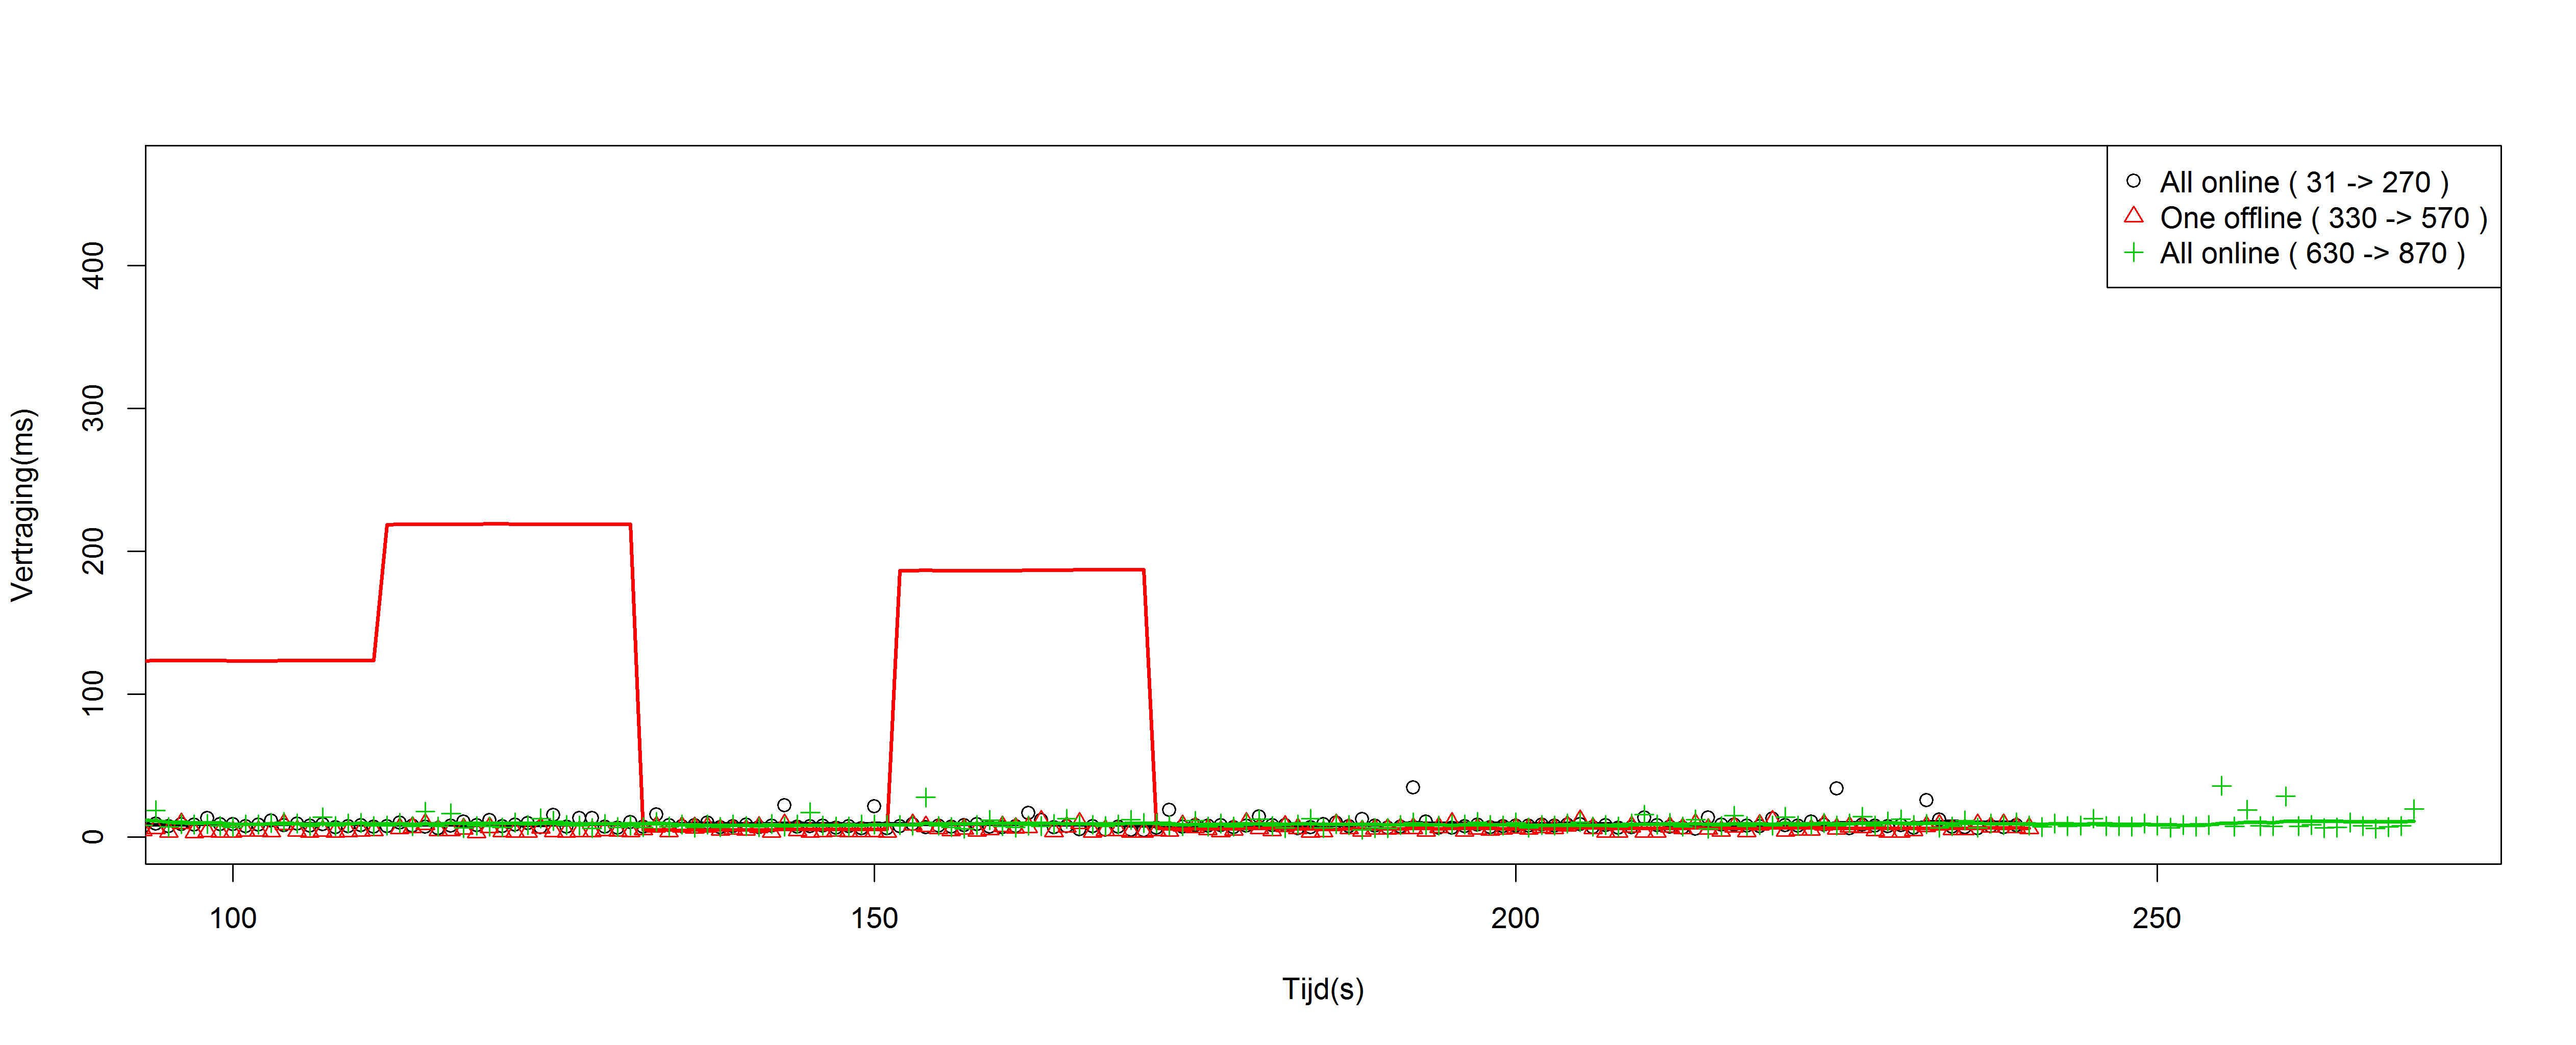 All online ( 31 -> 270 )
One offline ( 330 -> 570 )
All online ( 630 -> 870 )
Vertraging(ms)
400
300
200
100
0
100
150
200
250
Tijd(s)